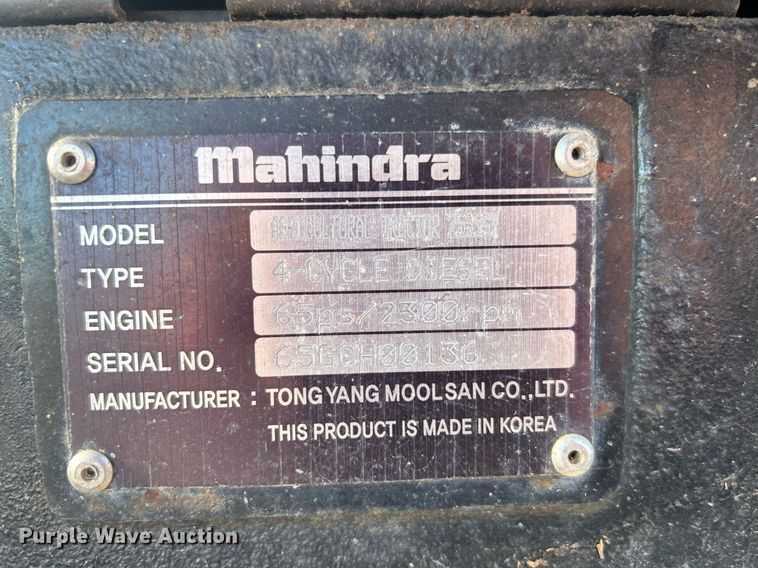 mahindra
MODEL AGRICULTURAL TRACTOR
TYPE 4-CYCLE DIESEL
ENGINE 65ps/2300rpm
SERIAL NO. 65GCH00136
MANUFACTURER : TONG YANG MOOLSAN CO.,LTD.
THIS PRODUCT IS MADE IN KOREA
Purple Wave Auction